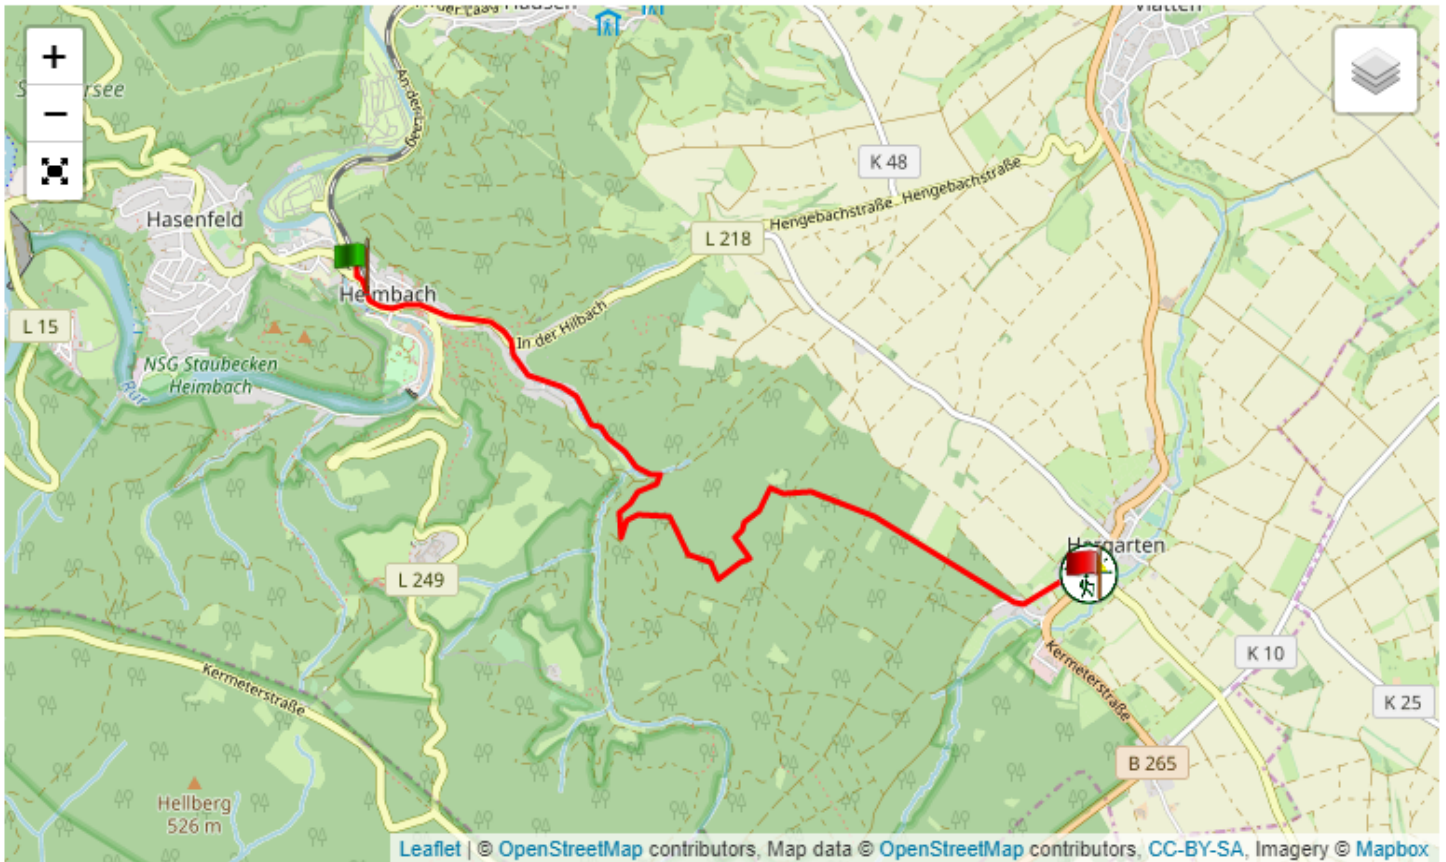 Vlatten
+
−
Hausen
An der Laag
K 48
Hengebachstraße
Hengebachstraße
Hasenfeld
L 218
Heimbach
L 15
In der Hilbach
NSG Staubecken
Heimbach
Rur
Hergarten
L 249
K 10
Kermeterstraße
Kermeterstraße
K 25
B 265
Hellberg
526 m
Leaflet | © OpenStreetMap contributors, Map data © OpenStreetMap contributors, CC-BY-SA, Imagery © Mapbox